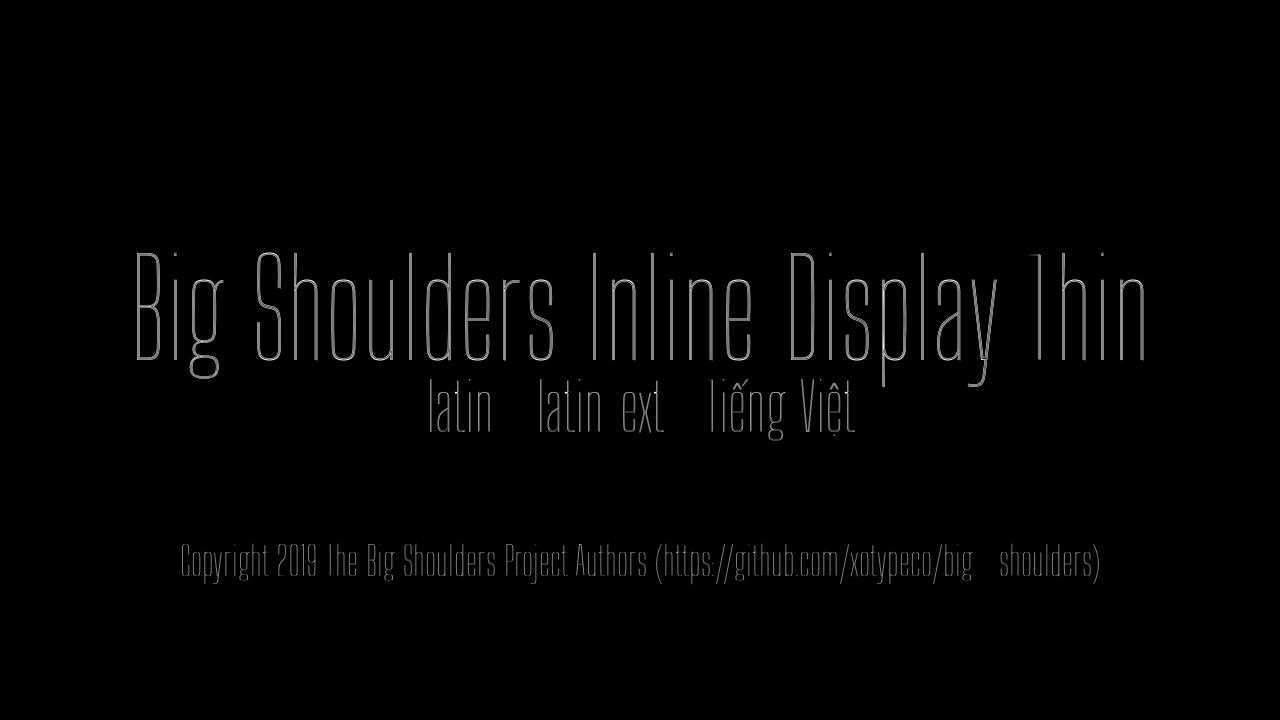 Big Shoulders Inline Display Thin
latin latin ext Tiếng Việt
Copyright 2019 The Big Shoulders Project Authors (https://github.com/xotypeco/big shoulders)